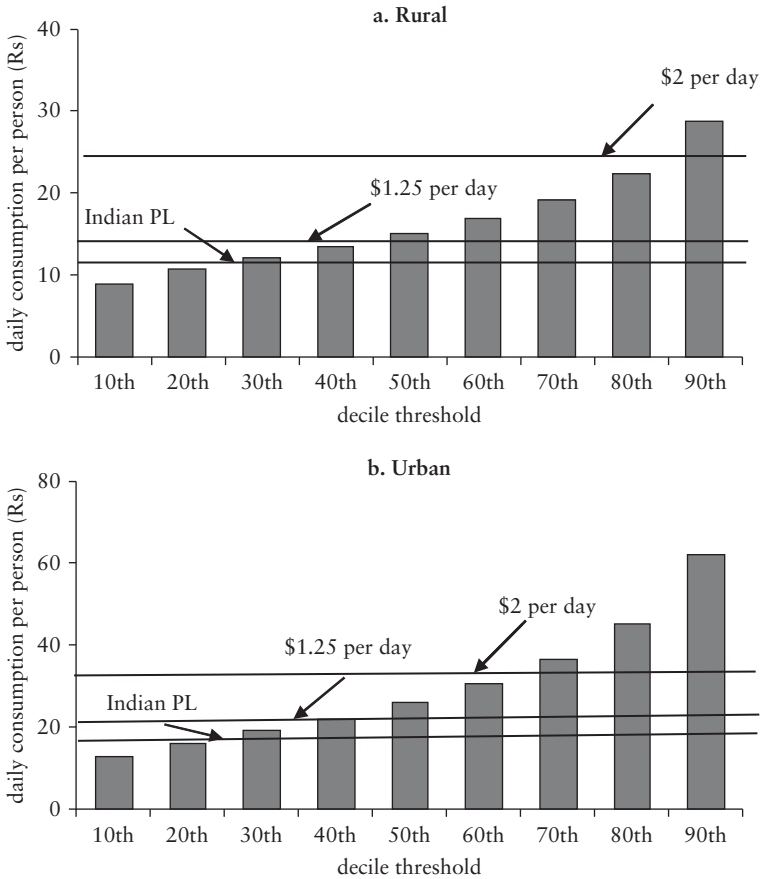 a. Rural
daily consumption per person (Rs)
40
30
20
10
0
$2 per day
$1.25 per day
Indian PL
10th 20th 30th 40th 50th 60th 70th 80th 90th
decile threshold
b. Urban
daily consumption per person (Rs)
80
60
40
20
0
$2 per day
$1.25 per day
Indian PL
10th 20th 30th 40th 50th 60th 70th 80th 90th
decile threshold